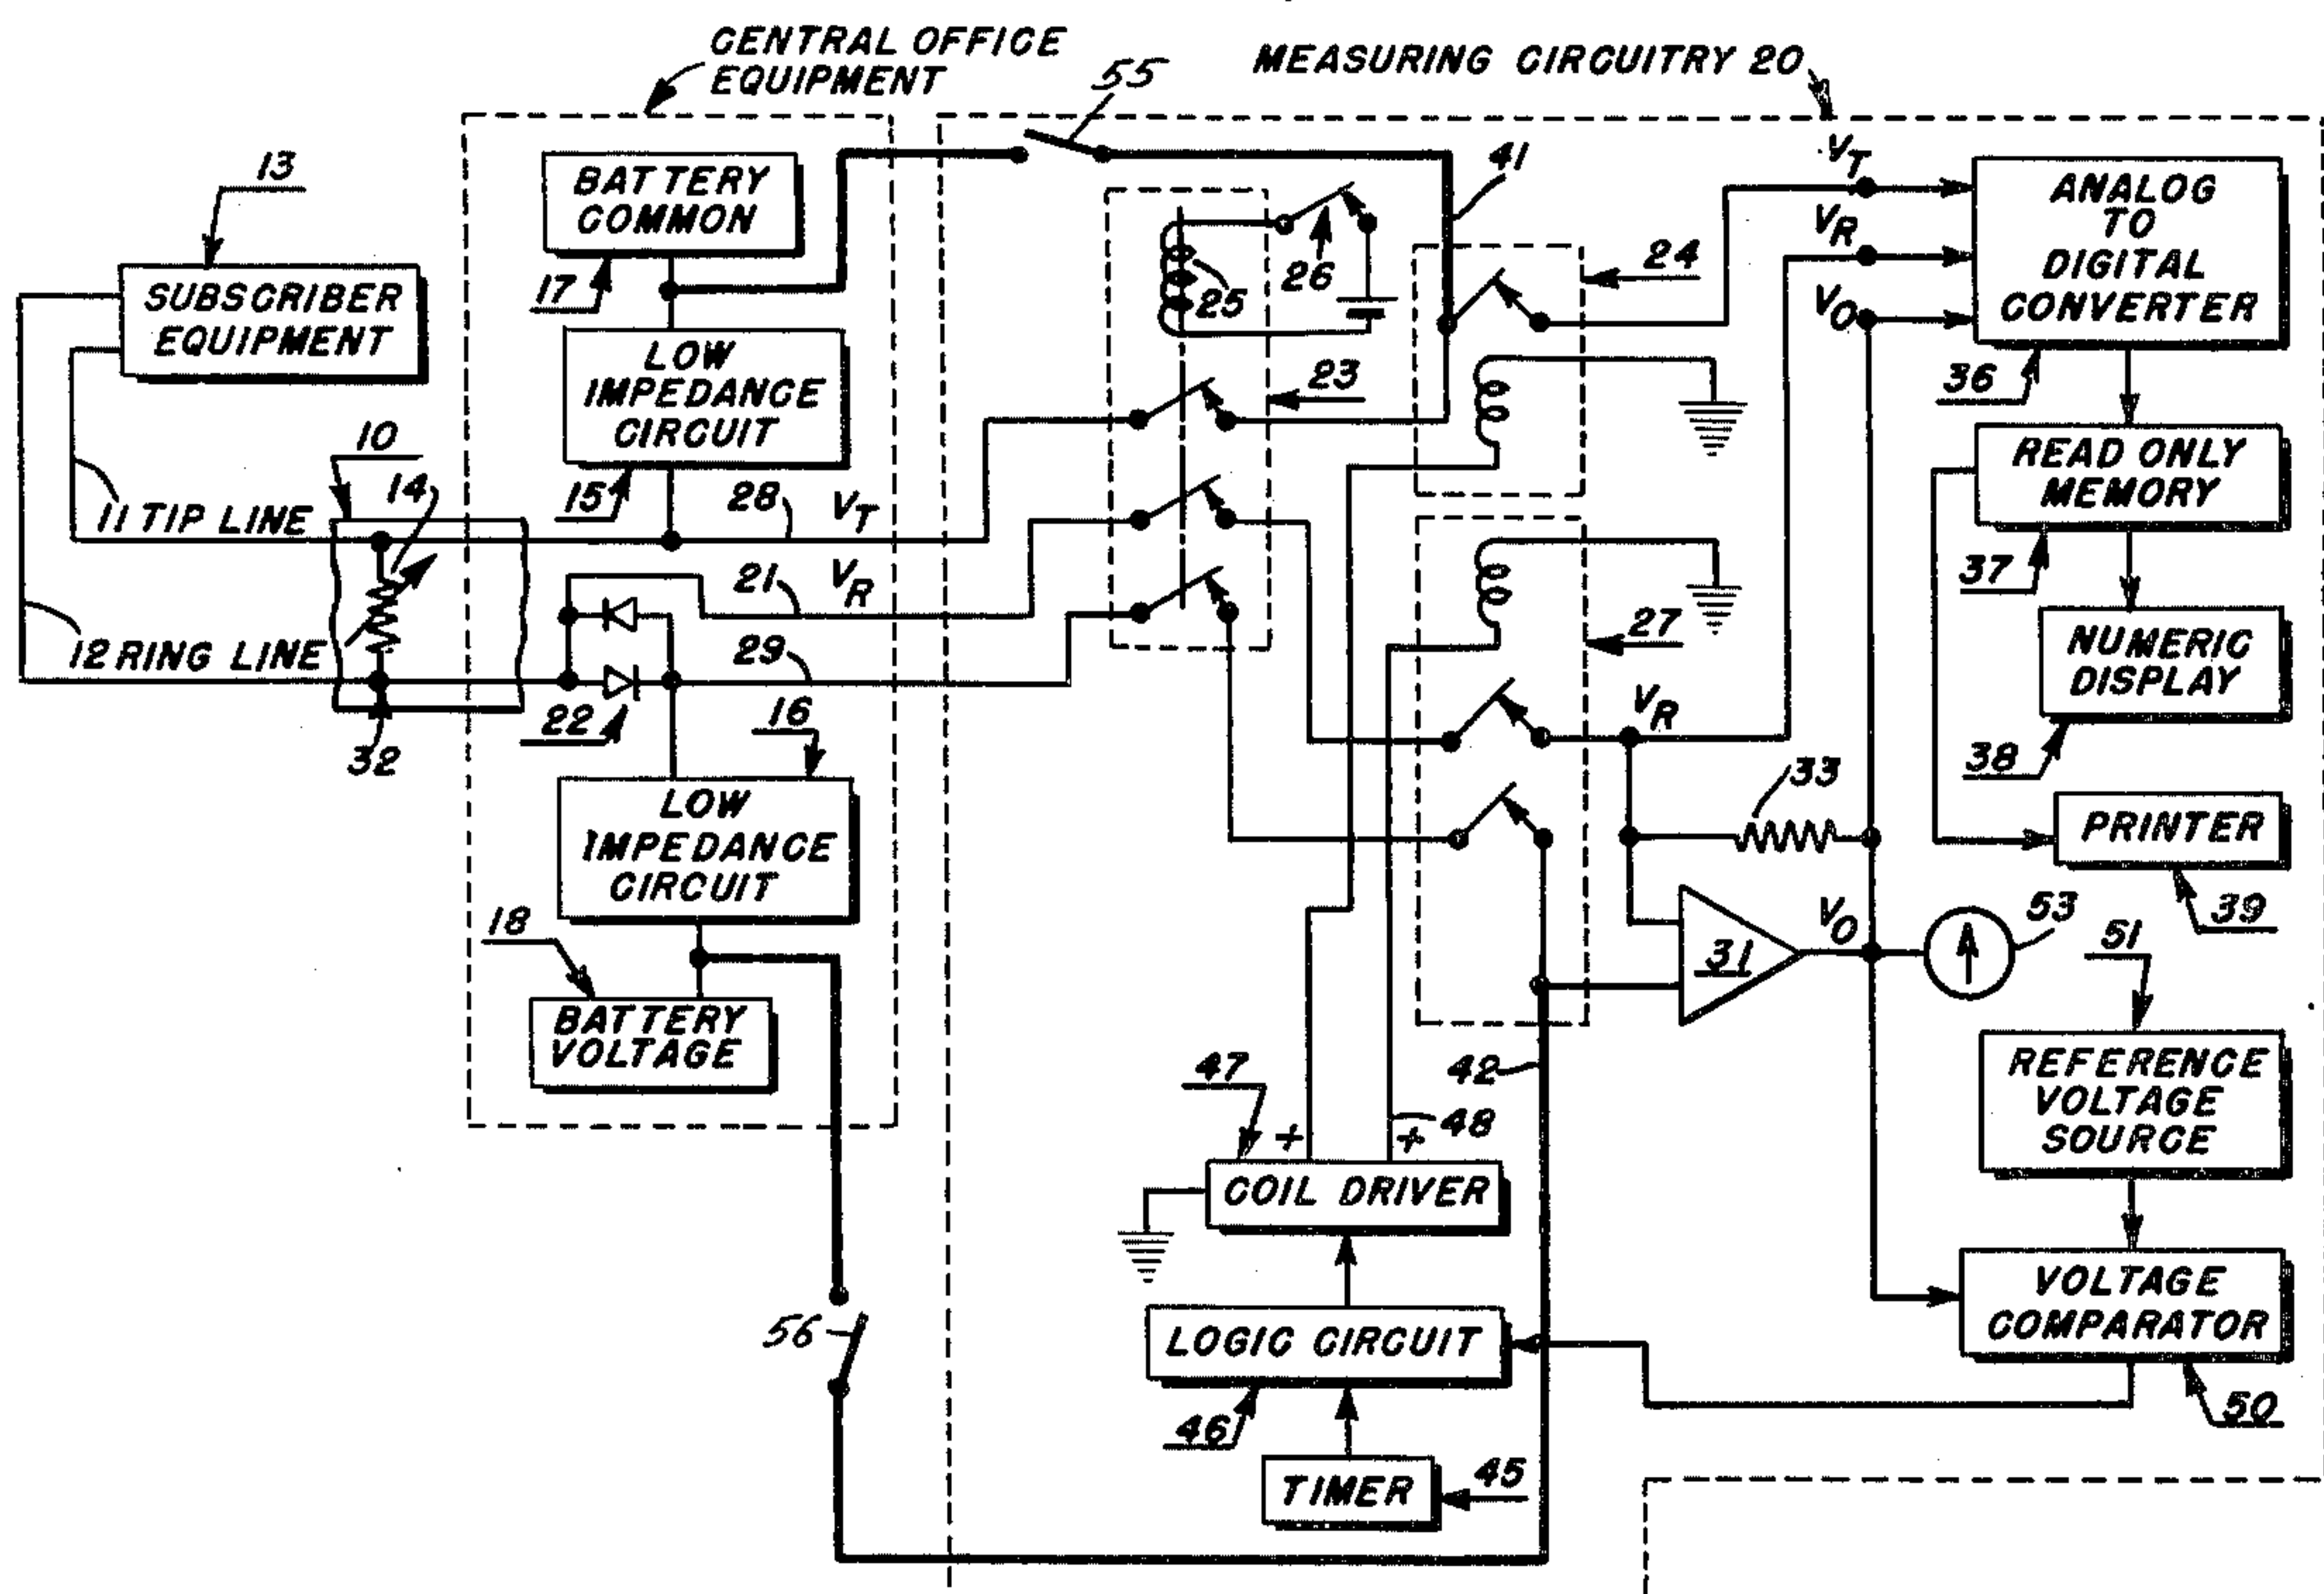 CENTRAL OFFICE
EQUIPMENT
MEASURING CIRCUITRY 20
55
13
BATTERY
COMMON
41
VT
VR
VO
ANALOG
TO
DIGITAL
CONVERTER
24
26
25
17
SUBSCRIBER
EQUIPMENT
LOW
IMPEDANCE
CIRCUIT
23
36
10
14
15
28
VT
READ ONLY
MEMORY
11 TIP LINE
21
VR
37
27
NUMERIC
DISPLAY
12 RING LINE
29
22
16
VR
32
38
33
LOW
IMPEDANCE
CIRCUIT
PRINTER
18
31
VO
53
39
51
BATTERY
VOLTAGE
REFERENCE
VOLTAGE
SOURCE
47
42
48
+
+
COIL DRIVER
VOLTAGE
COMPARATOR
56
LOGIC CIRCUIT
50
46
45
TIMER